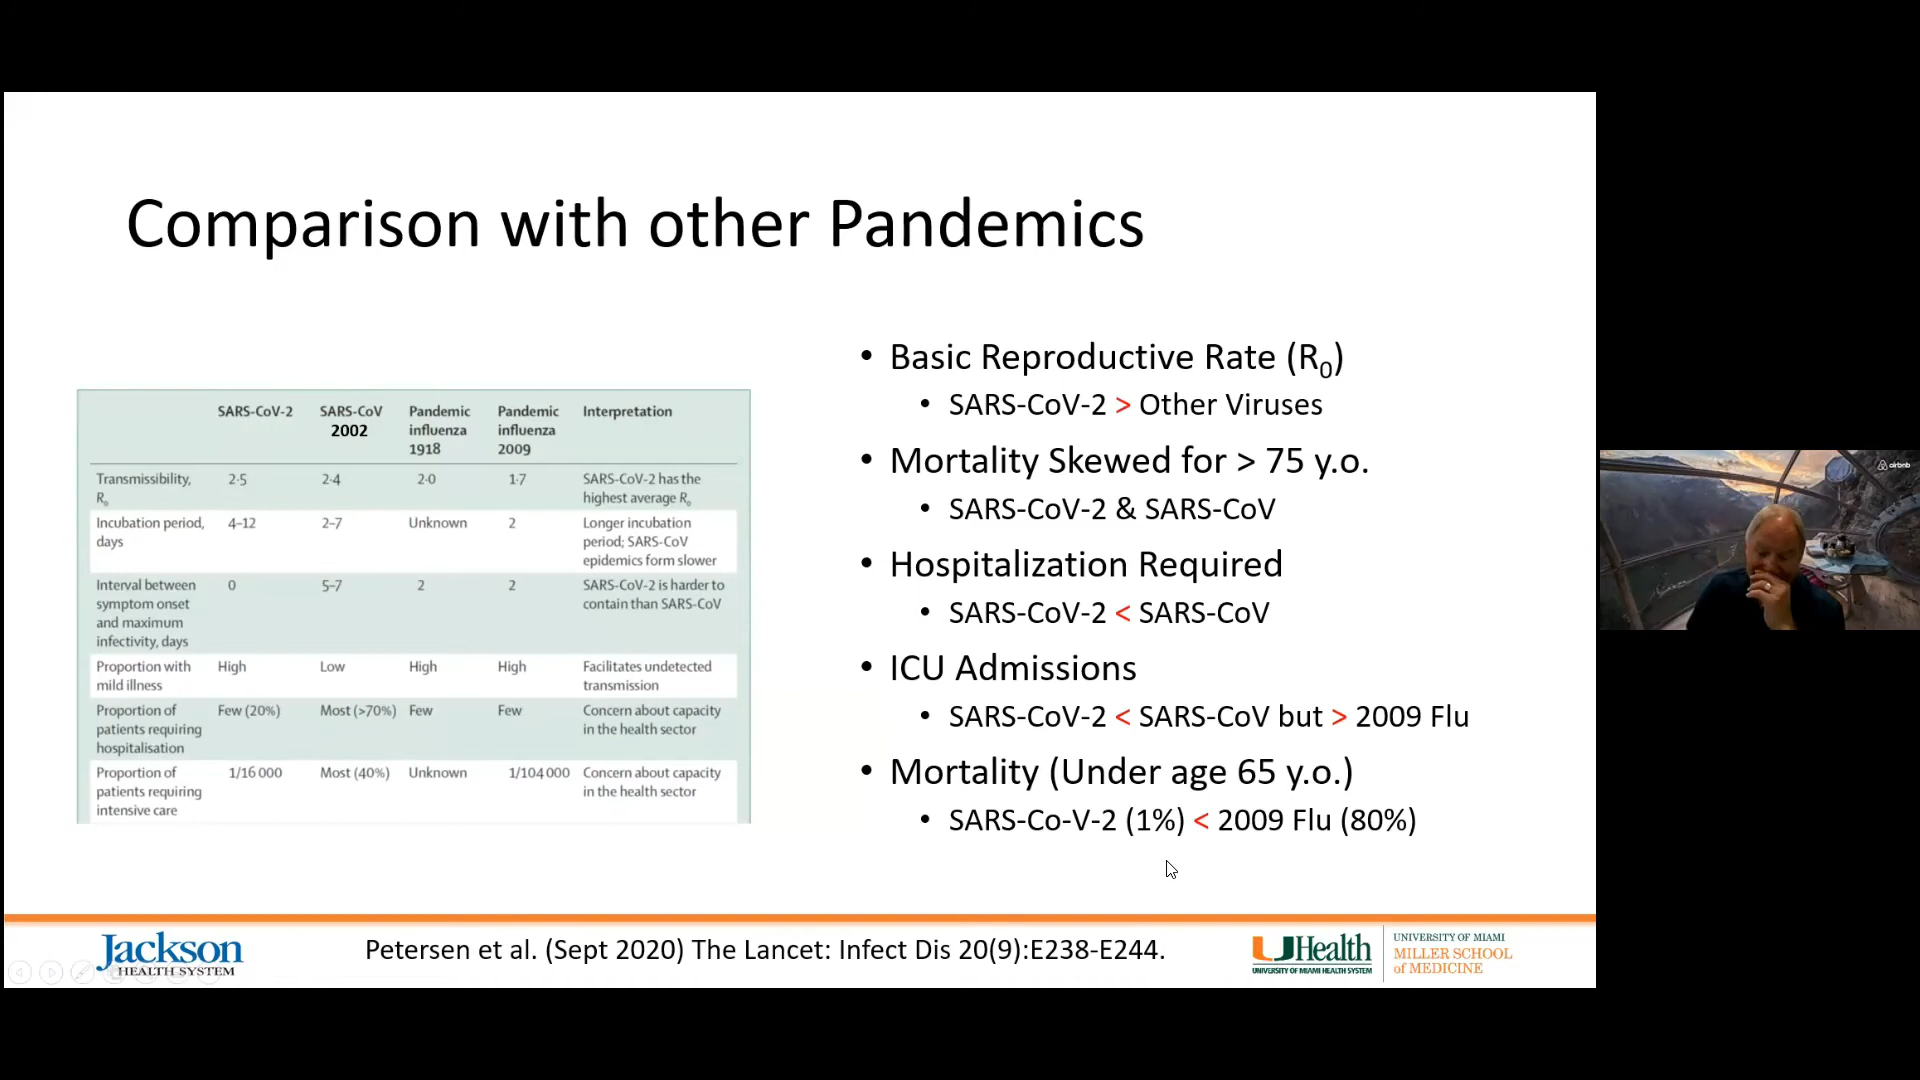 Comparison with other Pandemics
SARS-CoV-2 SARS-CoV Pandemic Pandemic Interpretation
2002 influenza influenza
1918 2009
Transmissibility, 2·5 2·4 2·0 1·7 SARS-CoV-2 has the
R₀ highest average R₀
Incubation period, 4–12 2–7 Unknown 2 Longer incubation
days period; SARS-CoV
epidemics form slower
Interval between 0 5–7 2 2 SARS-CoV-2 is harder to
symptom onset contain than SARS-CoV
and maximum
infectivity, days
Proportion with High Low High High Facilitates undetected
mild illness transmission
Proportion of Few (20%) Most (>70%) Few Few Concern about capacity
patients requiring in the health sector
hospitalisation
Proportion of 1/16 000 Most (40%) Unknown 1/104 000 Concern about capacity
patients requiring in the health sector
intensive care
• Basic Reproductive Rate (R₀)
• SARS-CoV-2 > Other Viruses
• Mortality Skewed for > 75 y.o.
• SARS-CoV-2 & SARS-CoV
• Hospitalization Required
• SARS-CoV-2 < SARS-CoV
• ICU Admissions
• SARS-CoV-2 < SARS-CoV but > 2009 Flu
• Mortality (Under age 65 y.o.)
• SARS-Co-V-2 (1%) < 2009 Flu (80%)
airbnb
Jackson
HEALTH SYSTEM
Petersen et al. (Sept 2020) The Lancet: Infect Dis 20(9):E238-E244.
UHealth
UNIVERSITY OF MIAMI HEALTH SYSTEM
UNIVERSITY OF MIAMI
MILLER SCHOOL
of MEDICINE